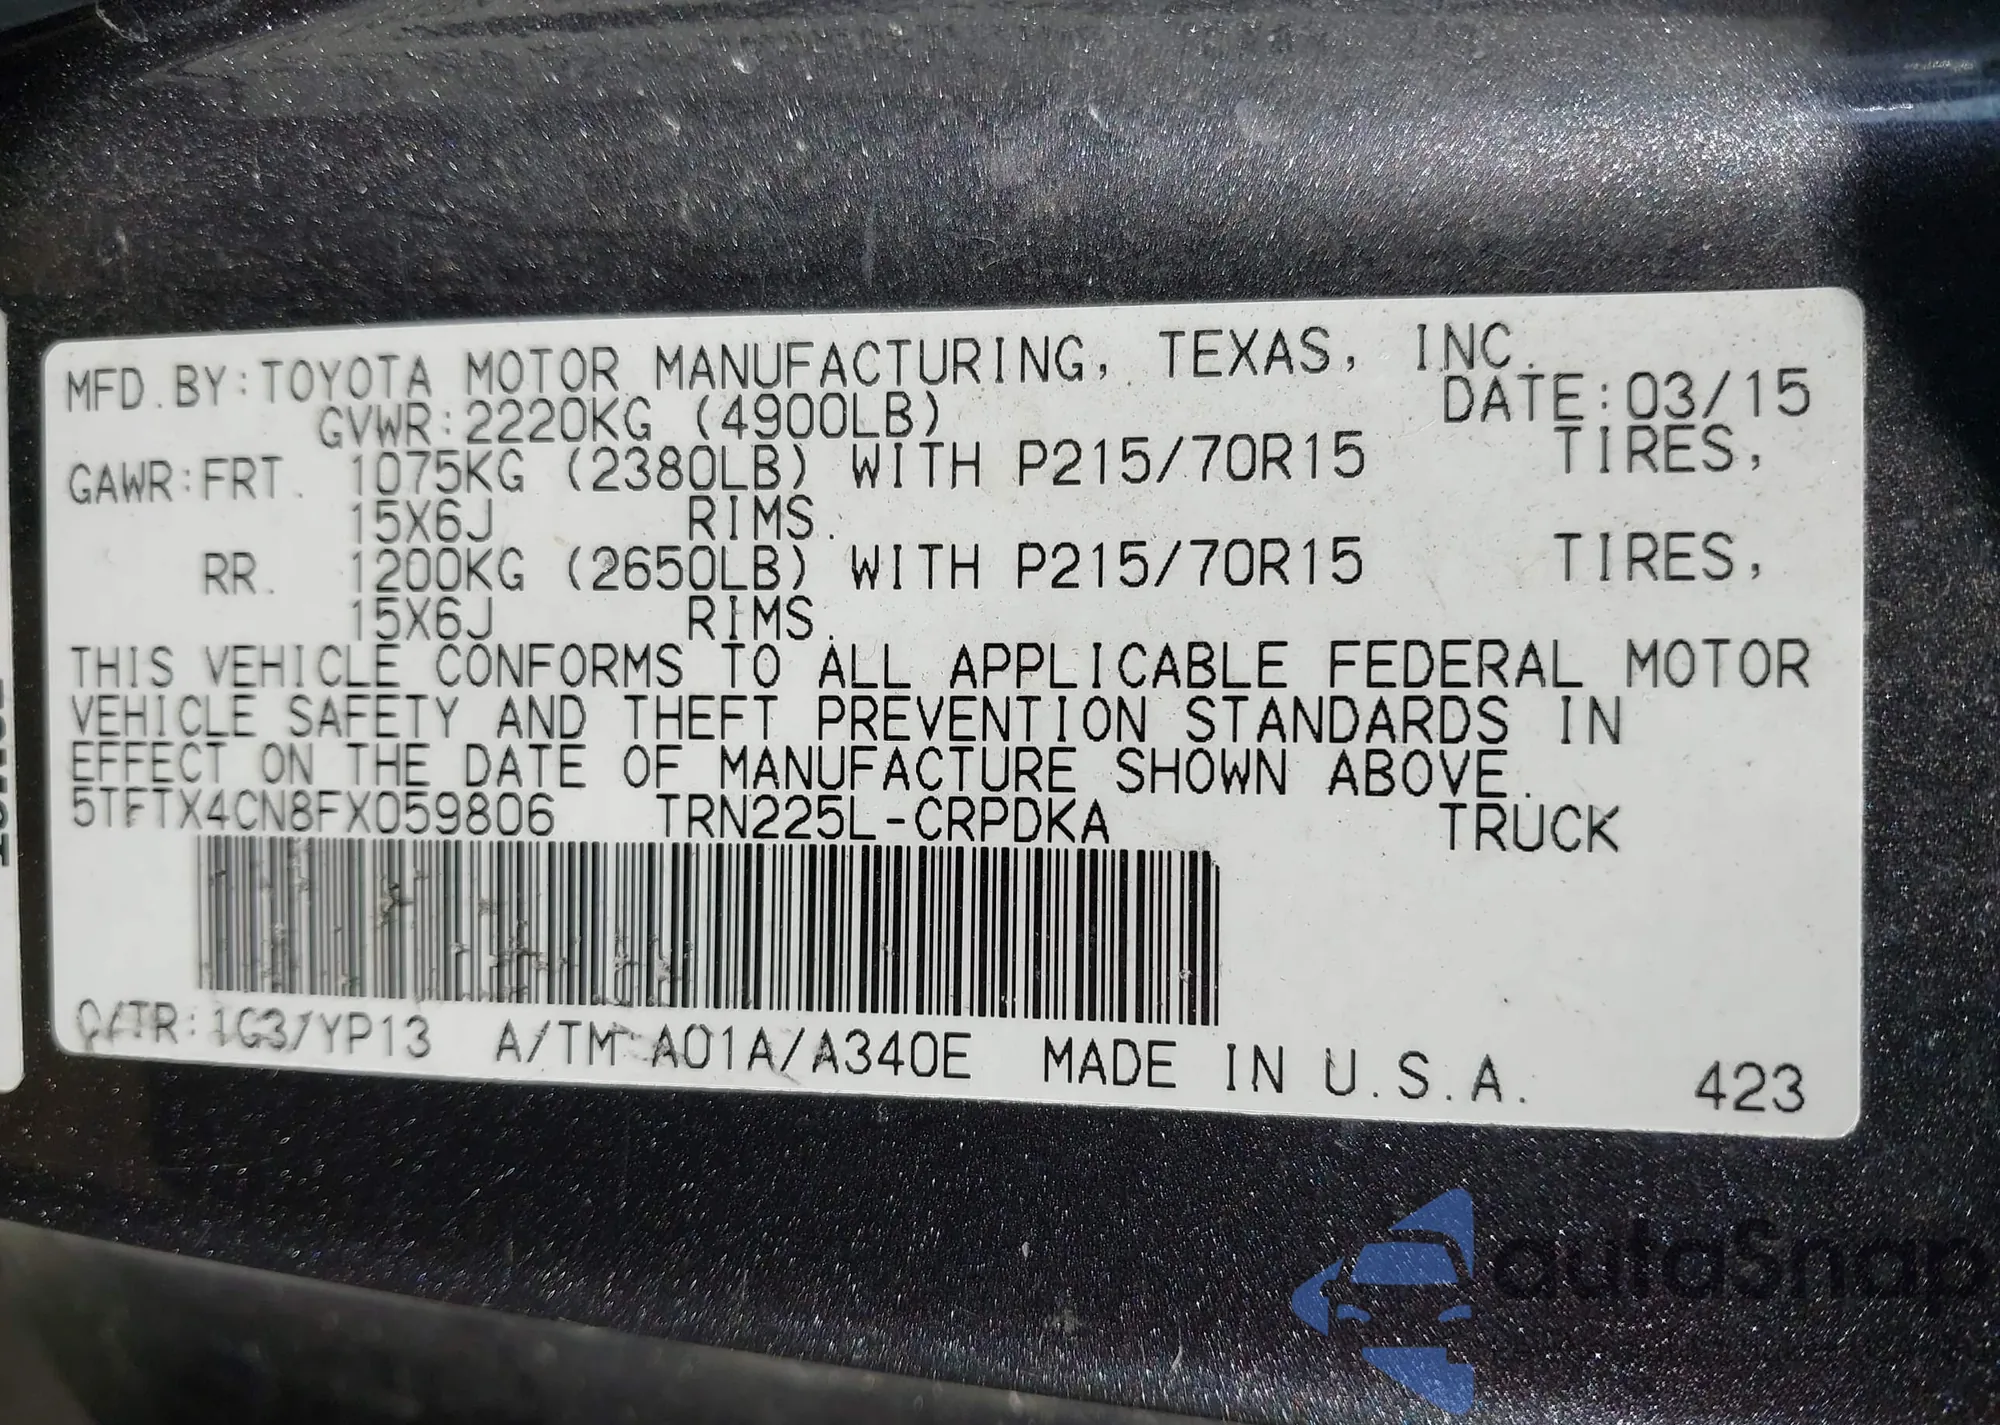 MFD.BY:TOYOTA MOTOR MANUFACTURING, TEXAS, INC.
GVWR:2220KG (4900LB) DATE:03/15
GAWR:FRT. 1075KG (2380LB) WITH P215/70R15 TIRES,
15X6J RIMS.
RR. 1200KG (2650LB) WITH P215/70R15 TIRES,
15X6J RIMS.
THIS VEHICLE CONFORMS TO ALL APPLICABLE FEDERAL MOTOR
VEHICLE SAFETY AND THEFT PREVENTION STANDARDS IN
EFFECT ON THE DATE OF MANUFACTURE SHOWN ABOVE.
5TFTX4CN8FX059806 TRN225L-CRPDKA TRUCK
C/TR:1G3/YP13 A/TM A01A/A340E MADE IN U.S.A. 423
autoSnap